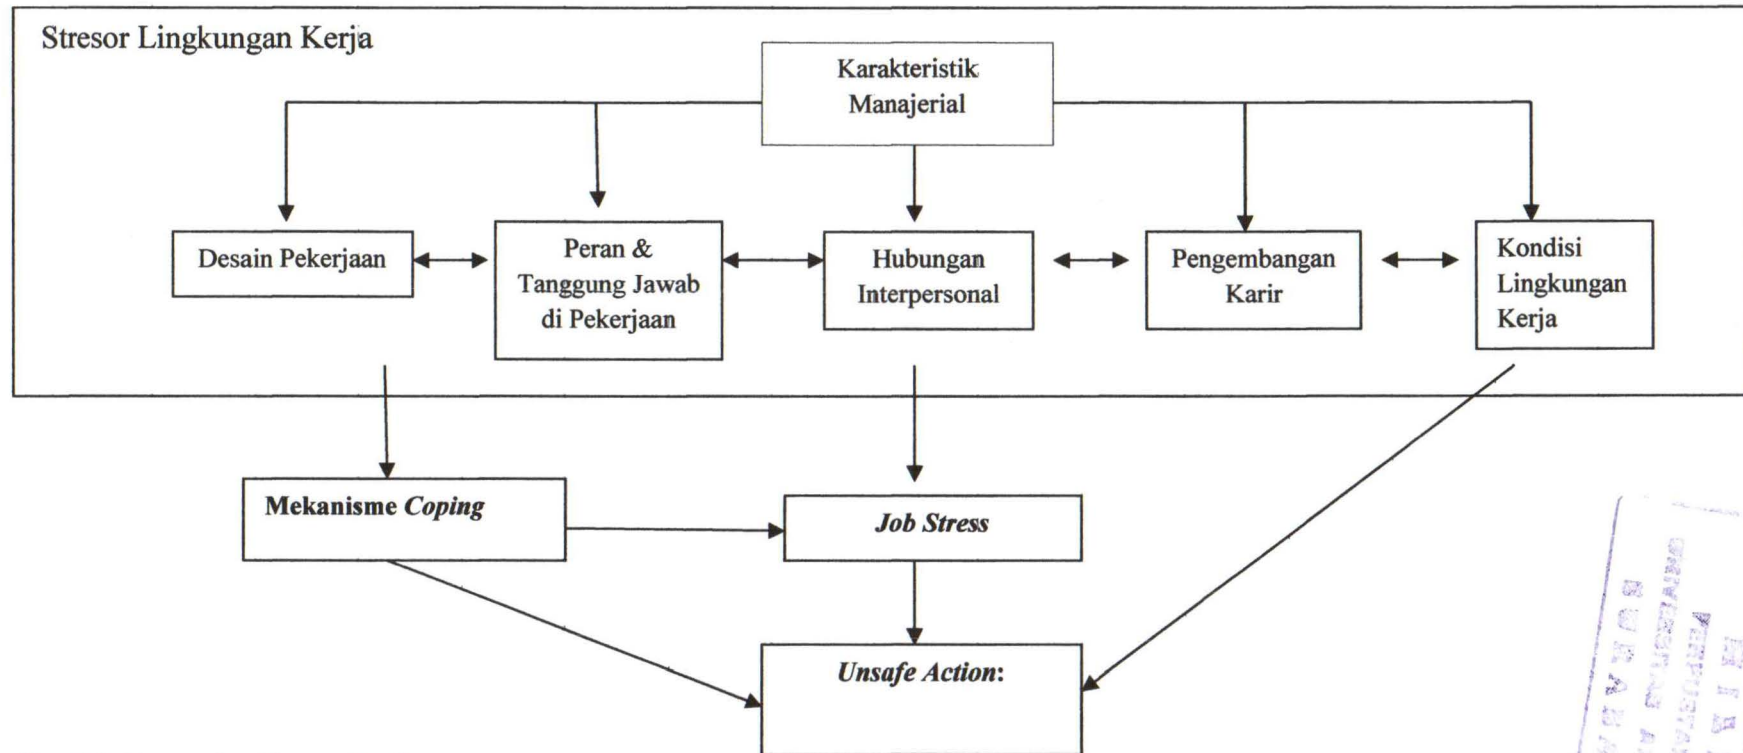 Stresor Lingkungan Kerja
Karakteristik
Manajerial
Desain Pekerjaan
Peran &
Tanggung Jawab
di Pekerjaan
Hubungan
Interpersonal
Pengembangan
Karir
Kondisi
Lingkungan
Kerja
Mekanisme Coping
Job Stress
Unsafe Action: